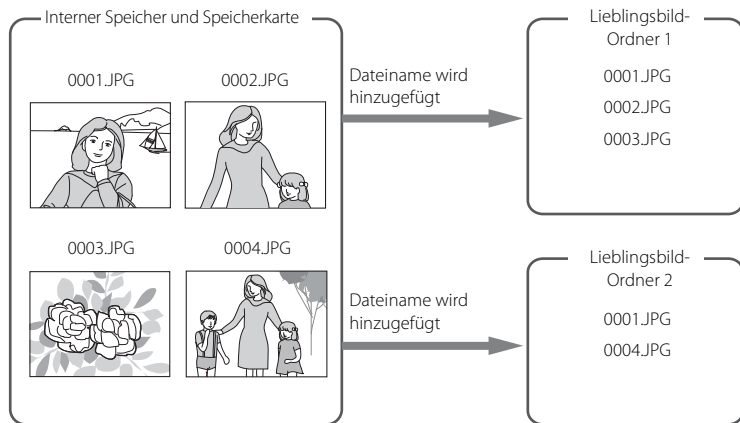 Interner Speicher und Speicherkarte
0001.JPG
0002.JPG
0003.JPG
0004.JPG
Dateiname wird
hinzugefügt
Lieblingsbild-
Ordner 1
0001.JPG
0002.JPG
0003.JPG
Dateiname wird
hinzugefügt
Lieblingsbild-
Ordner 2
0001.JPG
0004.JPG